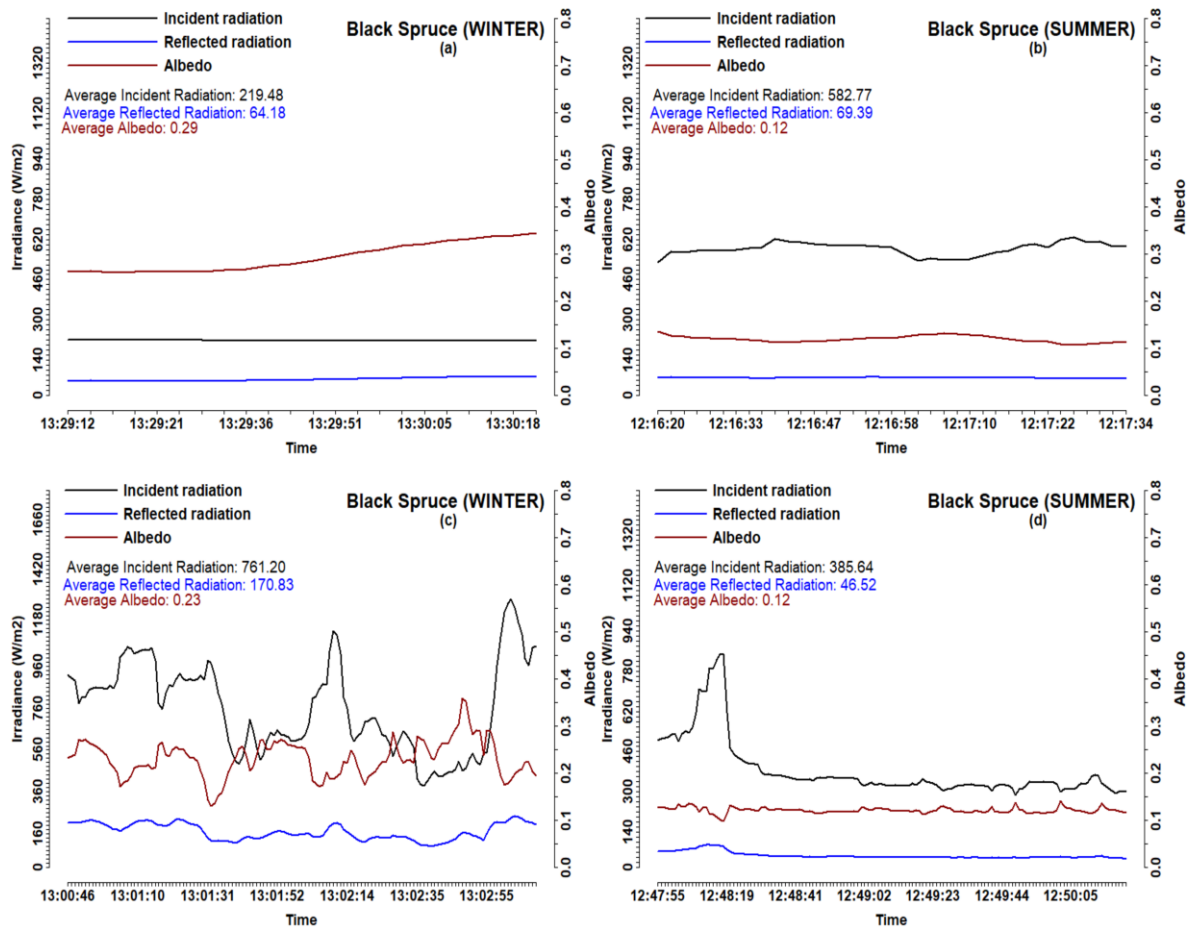 Incident radiation
Reflected radiation
Albedo
Black Spruce (WINTER)
(a)
Average Incident Radiation: 219.48
Average Reflected Radiation: 64.18
Average Albedo: 0.29
Irradiance (W/m2)
0 140 300 460 620 780 940 1120 1320
Albedo
0.0 0.1 0.2 0.3 0.4 0.5 0.6 0.7 0.8
13:29:12 13:29:21 13:29:36 13:29:51 13:30:05 13:30:18
Time
Incident radiation
Reflected radiation
Albedo
Black Spruce (SUMMER)
(b)
Average Incident Radiation: 582.77
Average Reflected Radiation: 69.39
Average Albedo: 0.12
Irradiance (W/m2)
0 140 300 460 620 780 940 1120 1320
Albedo
0.0 0.1 0.2 0.3 0.4 0.5 0.6 0.7 0.8
12:16:20 12:16:33 12:16:47 12:16:58 12:17:10 12:17:22 12:17:34
Time
Incident radiation
Reflected radiation
Albedo
Black Spruce (WINTER)
(c)
Average Incident Radiation: 761.20
Average Reflected Radiation: 170.83
Average Albedo: 0.23
Irradiance (W/m2)
0 160 360 560 760 960 1180 1420 1660
Albedo
0.0 0.1 0.2 0.3 0.4 0.5 0.6 0.7 0.8
13:00:46 13:01:10 13:01:31 13:01:52 13:02:14 13:02:35 13:02:55
Time
Incident radiation
Reflected radiation
Albedo
Black Spruce (SUMMER)
(d)
Average Incident Radiation: 385.64
Average Reflected Radiation: 46.52
Average Albedo: 0.12
Irradiance (W/m2)
0 140 300 460 620 780 940 1120 1320
Albedo
0.0 0.1 0.2 0.3 0.4 0.5 0.6 0.7 0.8
12:47:55 12:48:19 12:48:41 12:49:02 12:49:23 12:49:44 12:50:05
Time